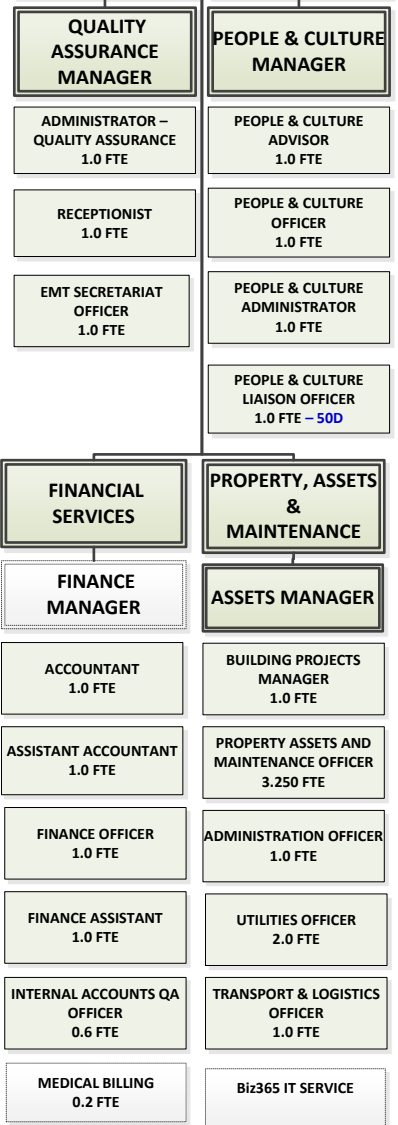 QUALITY
ASSURANCE
MANAGER
ADMINISTRATOR –
QUALITY ASSURANCE
1.0 FTE
RECEPTIONIST
1.0 FTE
EMT SECRETARIAT
OFFICER
1.0 FTE
PEOPLE & CULTURE
MANAGER
PEOPLE & CULTURE
ADVISOR
1.0 FTE
PEOPLE & CULTURE
OFFICER
1.0 FTE
PEOPLE & CULTURE
ADMINISTRATOR
1.0 FTE
PEOPLE & CULTURE
LIAISON OFFICER
1.0 FTE – 50D
FINANCIAL
SERVICES
FINANCE
MANAGER
ACCOUNTANT
1.0 FTE
ASSISTANT ACCOUNTANT
1.0 FTE
FINANCE OFFICER
1.0 FTE
FINANCE ASSISTANT
1.0 FTE
INTERNAL ACCOUNTS QA
OFFICER
0.6 FTE
MEDICAL BILLING
0.2 FTE
PROPERTY, ASSETS
&
MAINTENANCE
ASSETS MANAGER
BUILDING PROJECTS
MANAGER
1.0 FTE
PROPERTY ASSETS AND
MAINTENANCE OFFICER
3.250 FTE
ADMINISTRATION OFFICER
1.0 FTE
UTILITIES OFFICER
2.0 FTE
TRANSPORT & LOGISTICS
OFFICER
1.0 FTE
Biz365 IT SERVICE